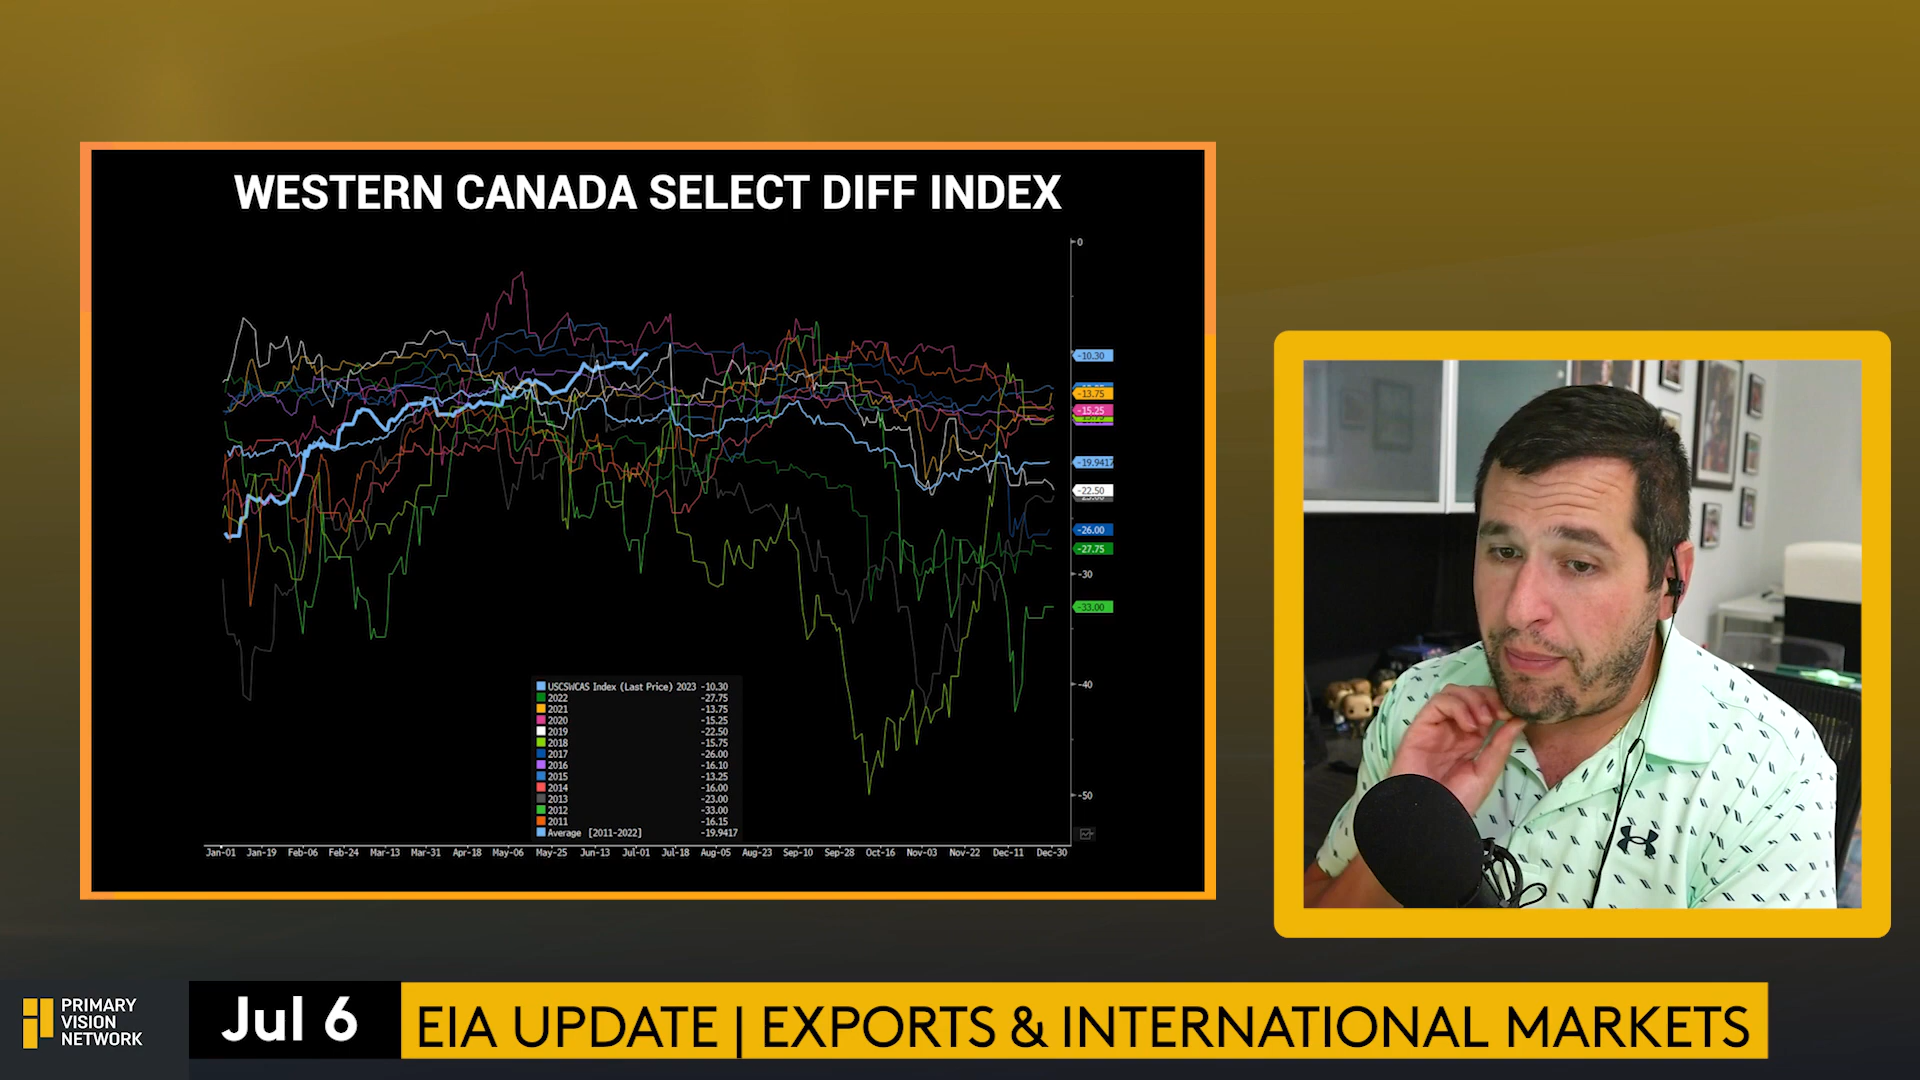 WESTERN CANADA SELECT DIFF INDEX
0
-10.30
-13.75
-15.25
-19.9417
-22.50
-26.00
-27.75
-30
-33.00
-40
-50
USCSWCAS Index (Last Price) 2023 -10.30
2022 -27.75
2021 -13.75
2020 -15.25
2019 -22.50
2018 -15.75
2017 -26.00
2016 -16.10
2015 -13.25
2014 -16.00
2013 -23.00
2012 -33.00
2011 -16.15
Average [2011-2022] -19.9417
Jan-01 Jan-19 Feb-06 Feb-24 Mar-13 Mar-31 Apr-18 May-06 May-25 Jun-13 Jul-01 Jul-18 Aug-05 Aug-23 Sep-10 Sep-28 Oct-16 Nov-03 Nov-22 Dec-11 Dec-30
PRIMARY
VISION
NETWORK
Jul 6
EIA UPDATE | EXPORTS & INTERNATIONAL MARKETS